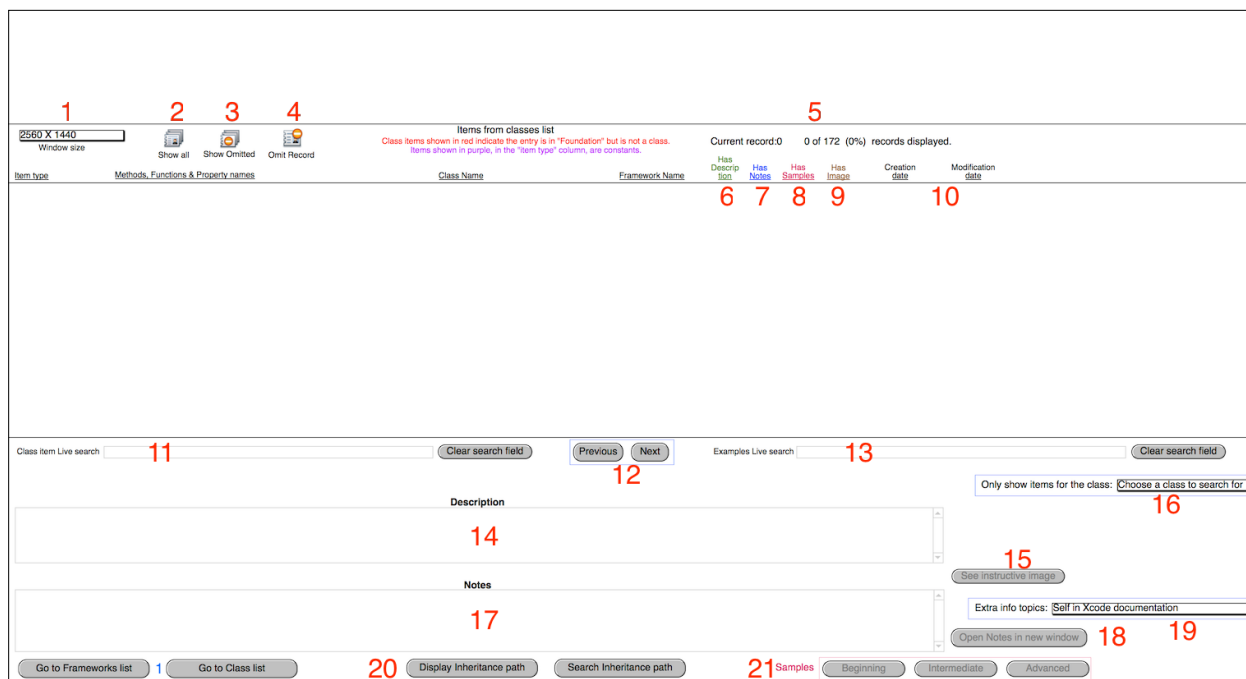 1
2
3
4
5
2560 X 1440
Window size
Show all
Show Omitted
Omit Record
Items from classes list
Class items shown in red indicate the entry is in "Foundation" but is not a class.
Items shown in purple, in the "item type" column, are constants.
Current record:0 0 of 172 (0%) records displayed.
Item type
Methods, Functions & Property names
Class Name
Framework Name
Has
Descrip
tion
Has
Notes
Has
Samples
Has
Image
Creation
date
Modification
date
6
7
8
9
10
Class item Live search
11
Clear search field
Previous
Next
12
Examples Live search
13
Clear search field
Only show items for the class: Choose a class to search for
16
Description
14
15
See instructive image
Notes
17
Extra info topics: Self in Xcode documentation
19
Open Notes in new window
18
Go to Frameworks list
1
Go to Class list
20
Display Inheritance path
Search Inheritance path
21
Samples
Beginning
Intermediate
Advanced